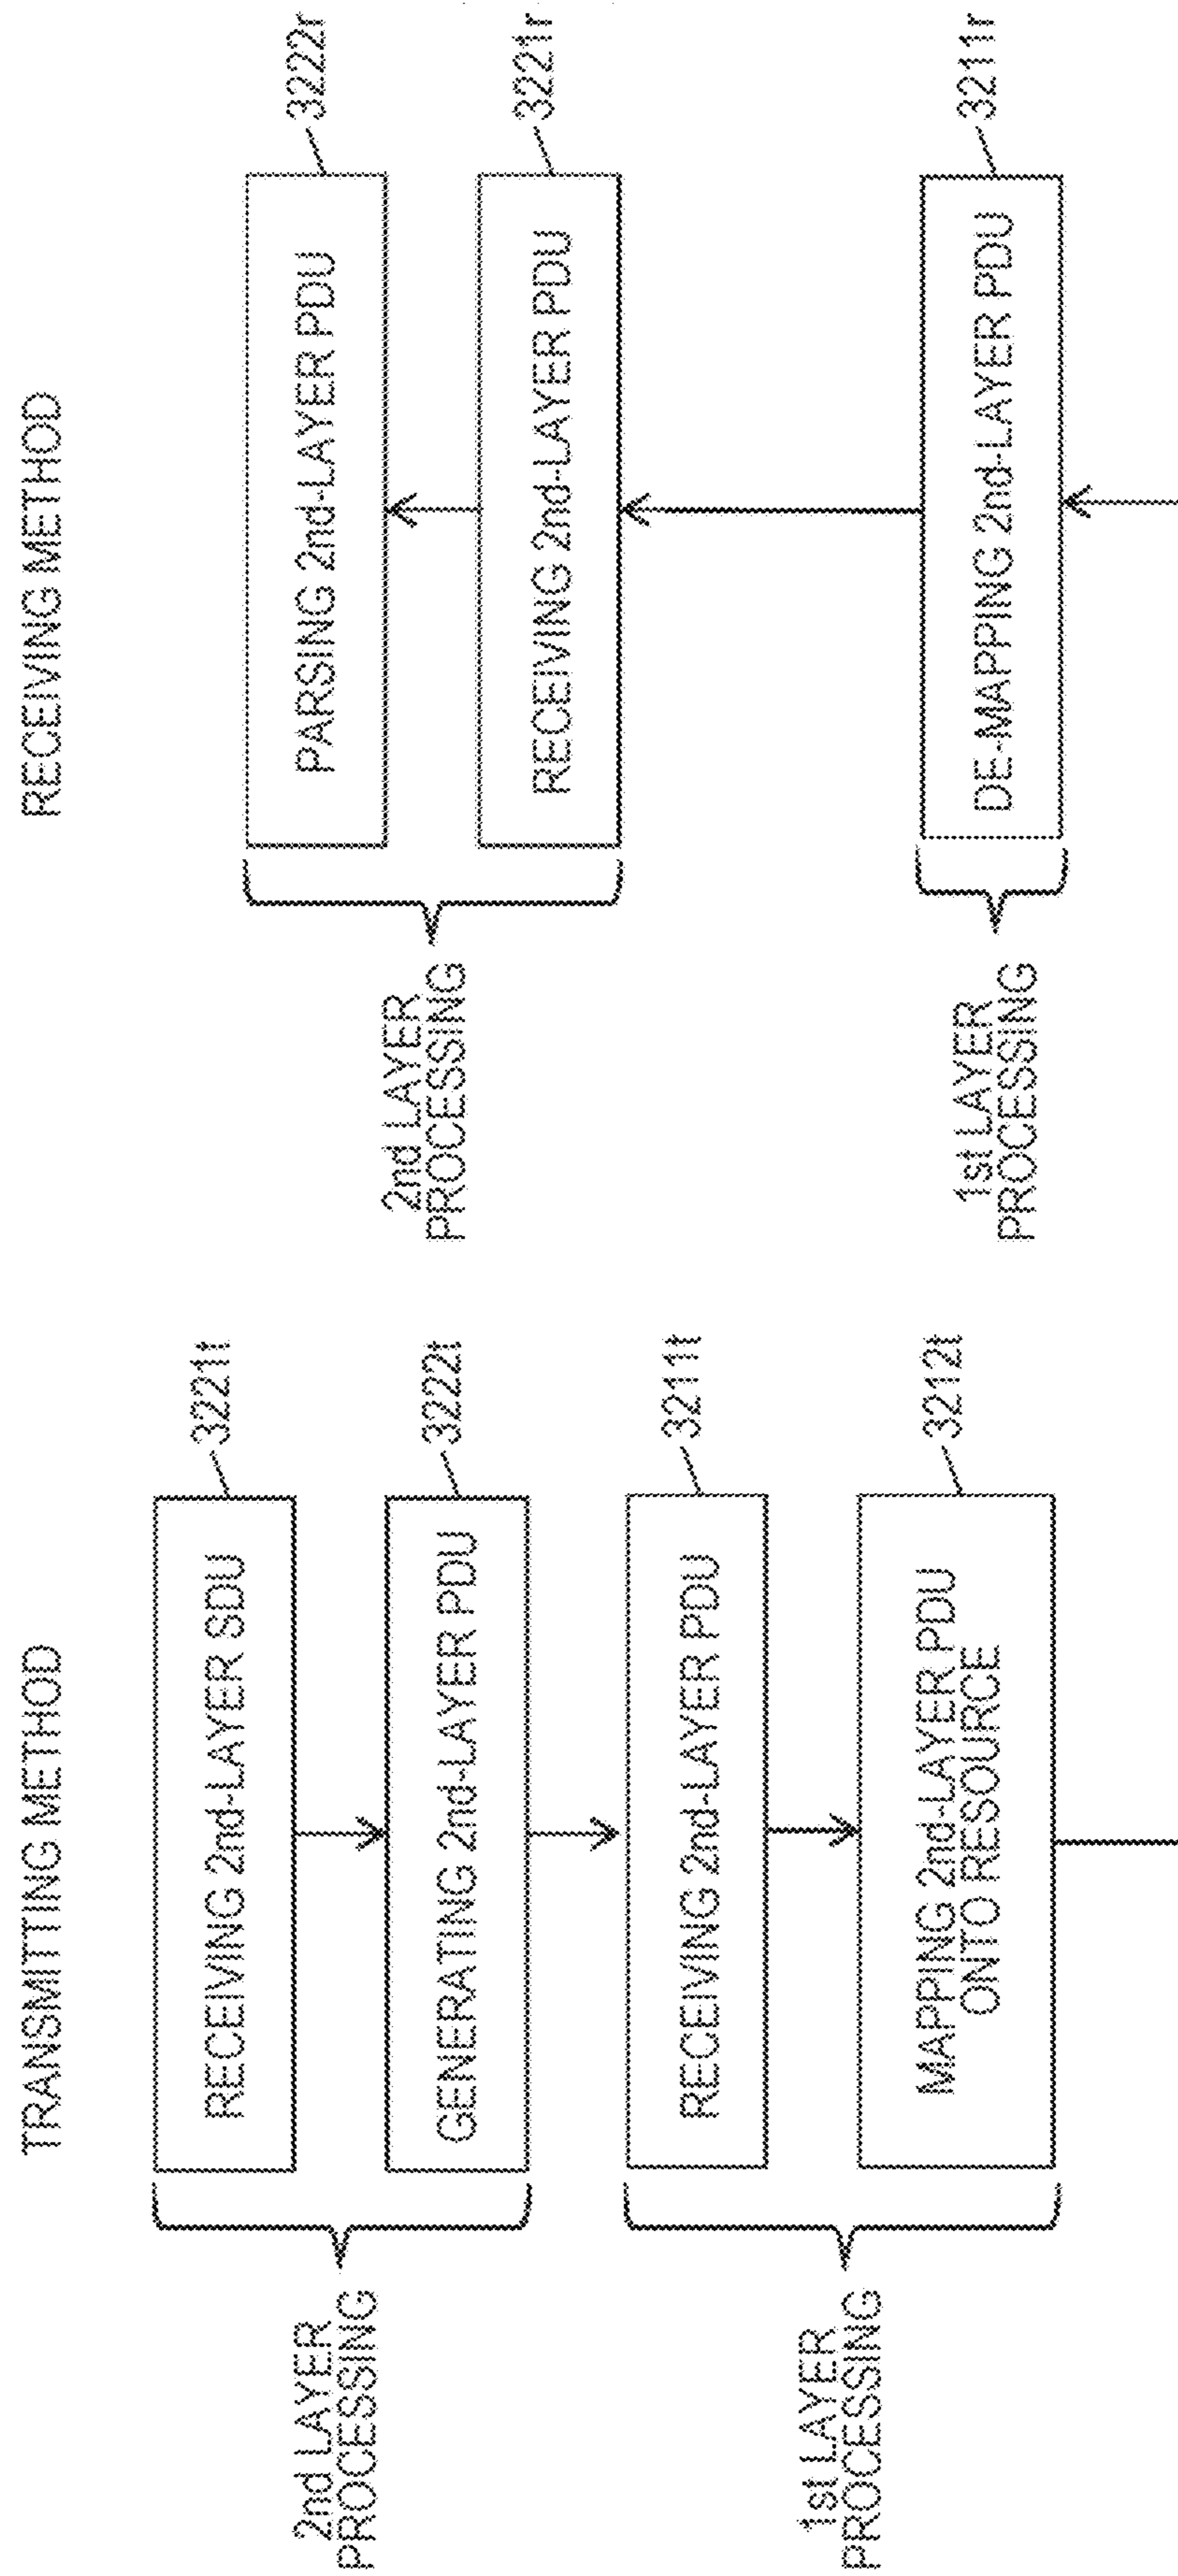 TRANSMITTING METHOD
2nd LAYER
PROCESSING
RECEIVING 2nd-LAYER SDU
3221t
GENERATING 2nd-LAYER PDU
3222t
1st LAYER
PROCESSING
RECEIVING 2nd-LAYER PDU
3211t
MAPPING 2nd-LAYER PDU
ONTO RESOURCE
3212t
RECEIVING METHOD
2nd LAYER
PROCESSING
PARSING 2nd-LAYER PDU
3222r
RECEIVING 2nd-LAYER PDU
3221r
1st LAYER
PROCESSING
DE-MAPPING 2nd-LAYER PDU
3211r